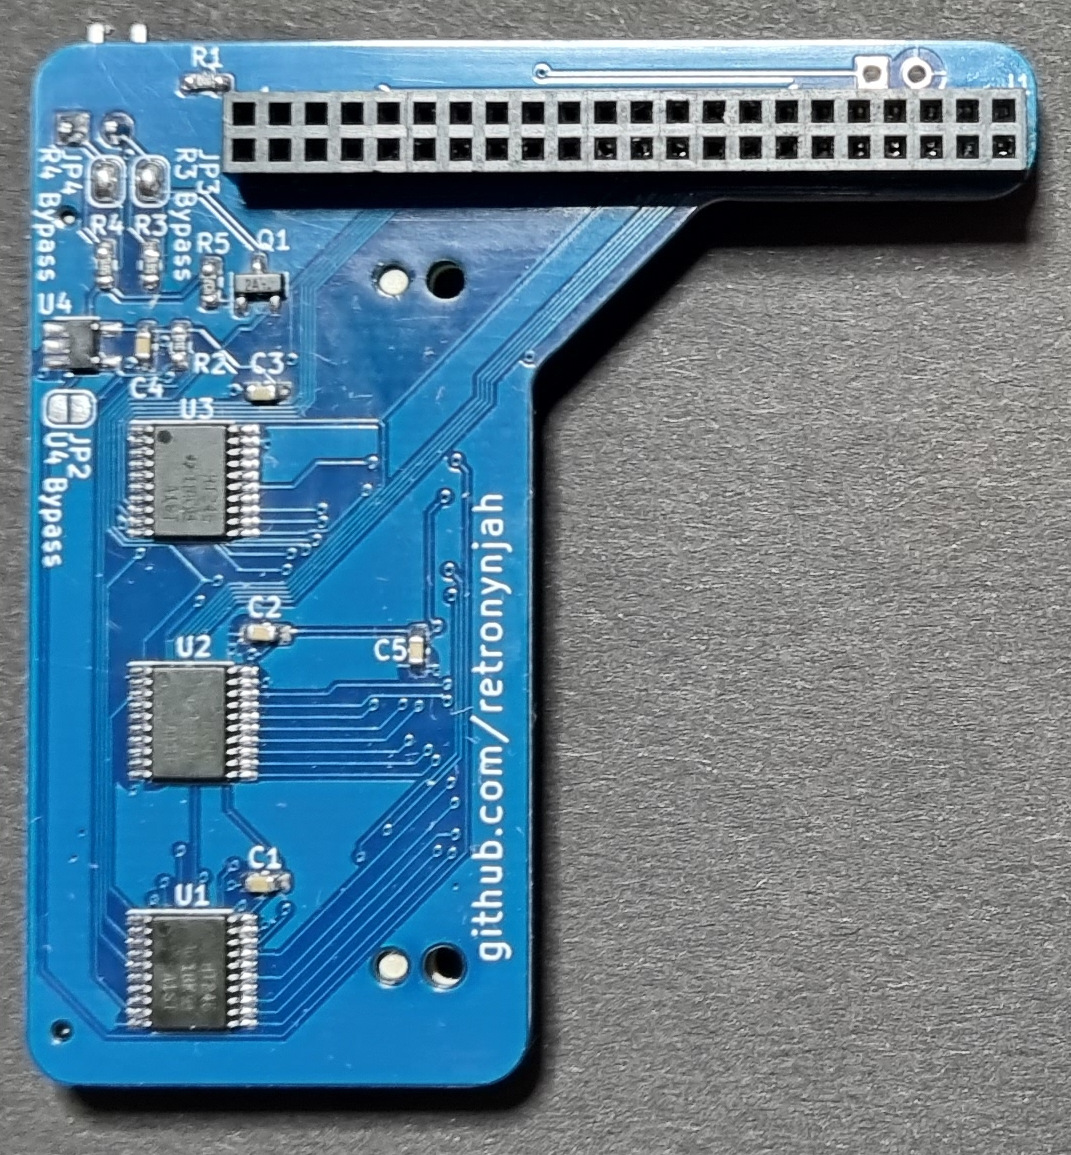 R1
J1
JP4
R4 Bypass
JP3
R3 Bypass
R4
R3
R5
Q1
U4
C4
R2
C3
U3
JP2
U4 Bypass
C2
U2
C5
github.com/retronynjah
C1
U1